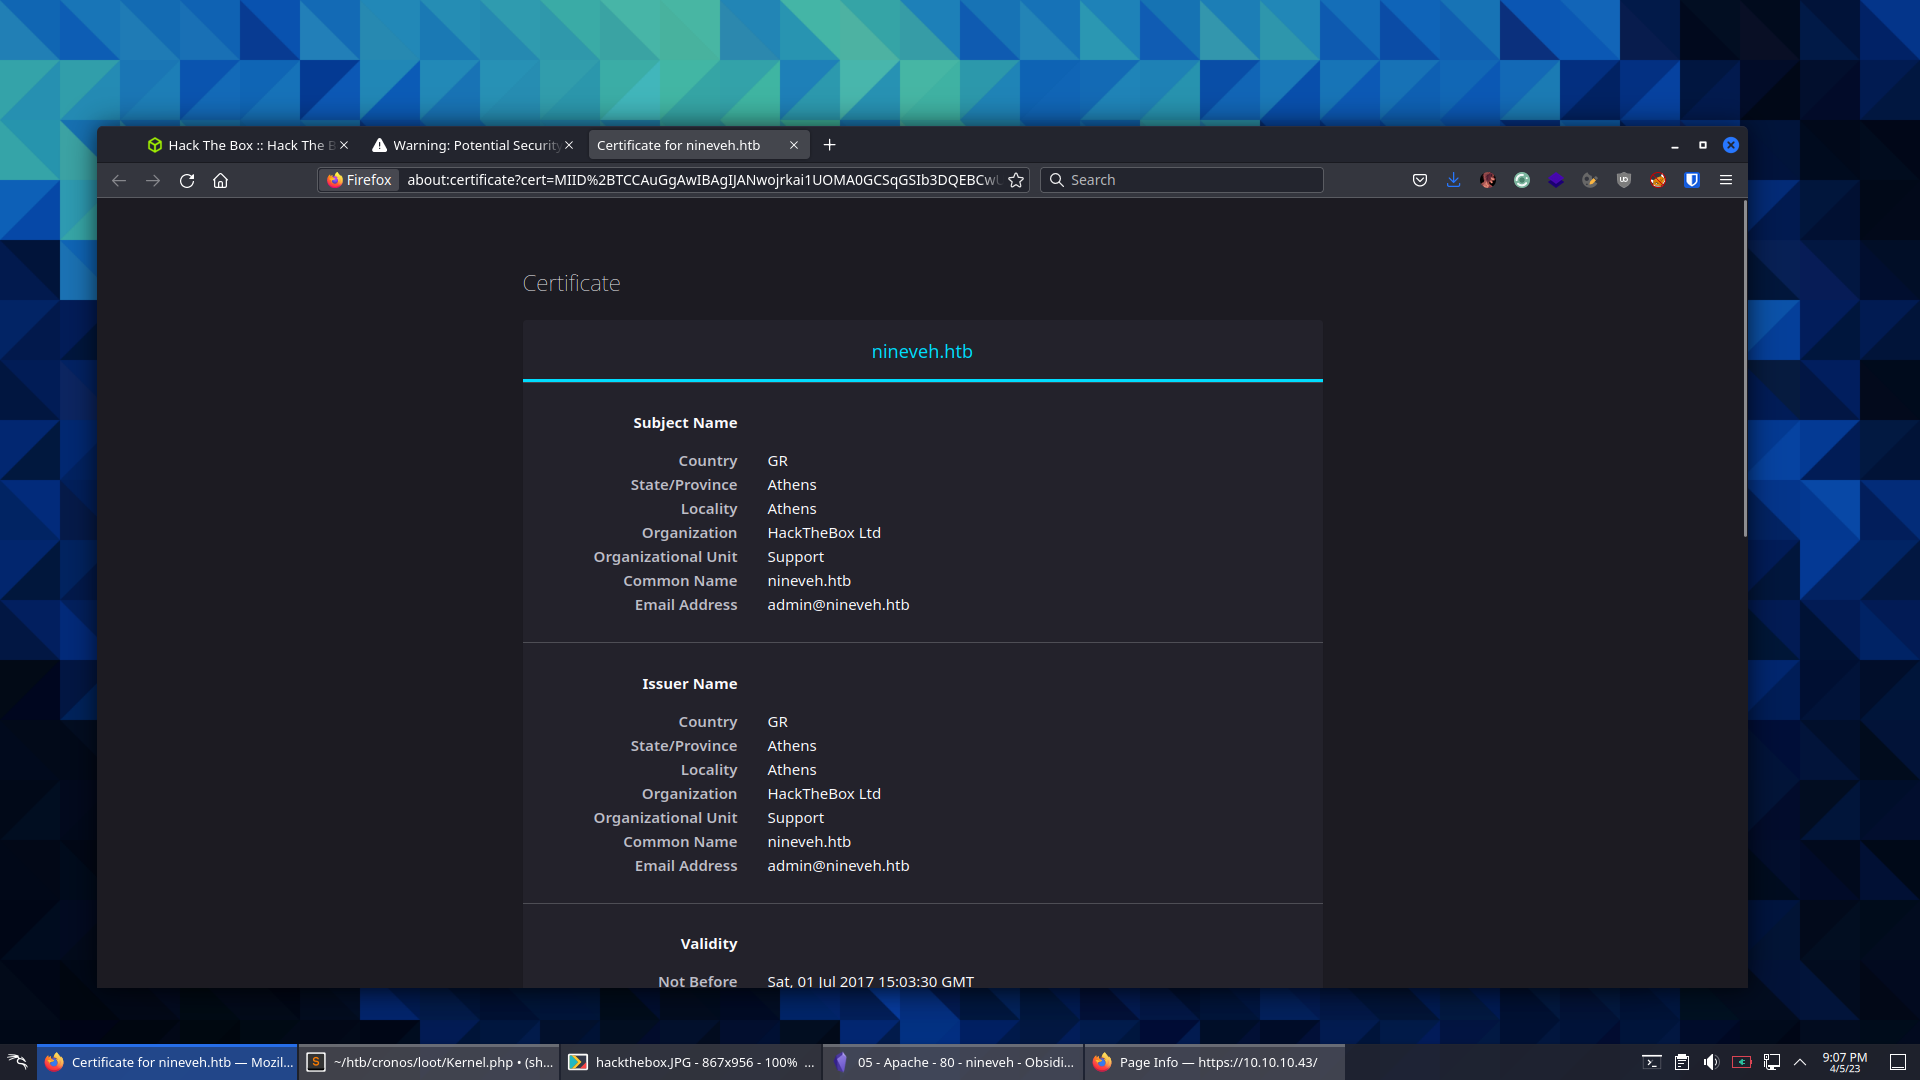 Hack The Box :: Hack The B
Warning: Potential Security
Certificate for nineveh.htb
Firefox
about:certificate?cert=MIID%2BTCCAuGgAwIBAgIJANwojrkai1UOMA0GCSqGSIb3DQEBCwU
Search
Certificate
nineveh.htb
Subject Name
Country GR
State/Province Athens
Locality Athens
Organization HackTheBox Ltd
Organizational Unit Support
Common Name nineveh.htb
Email Address admin@nineveh.htb
Issuer Name
Country GR
State/Province Athens
Locality Athens
Organization HackTheBox Ltd
Organizational Unit Support
Common Name nineveh.htb
Email Address admin@nineveh.htb
Validity
Not Before Sat, 01 Jul 2017 15:03:30 GMT
Certificate for nineveh.htb — Mozil...
S
~/htb/cronos/loot/Kernel.php • (sh...
hackthebox.JPG - 867x956 - 100% ...
05 - Apache - 80 - nineveh - Obsidi...
Page Info — https://10.10.10.43/
9:07 PM
4/5/23